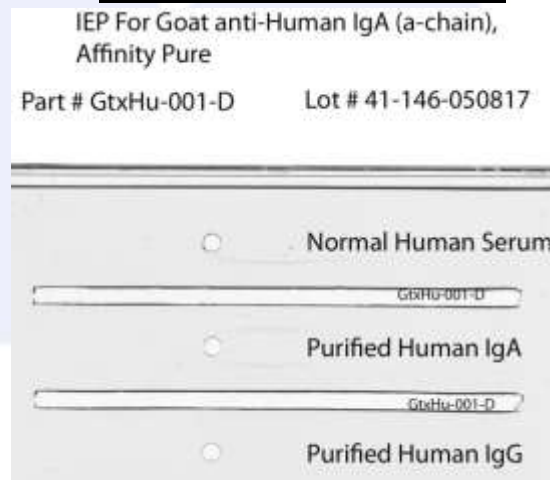 IEP For Goat anti-Human IgA (a-chain),
Affinity Pure
Part # GtxHu-001-D Lot # 41-146-050817
Normal Human Serum
GtxHu-001-D
Purified Human IgA
GtxHu-001-D
Purified Human IgG